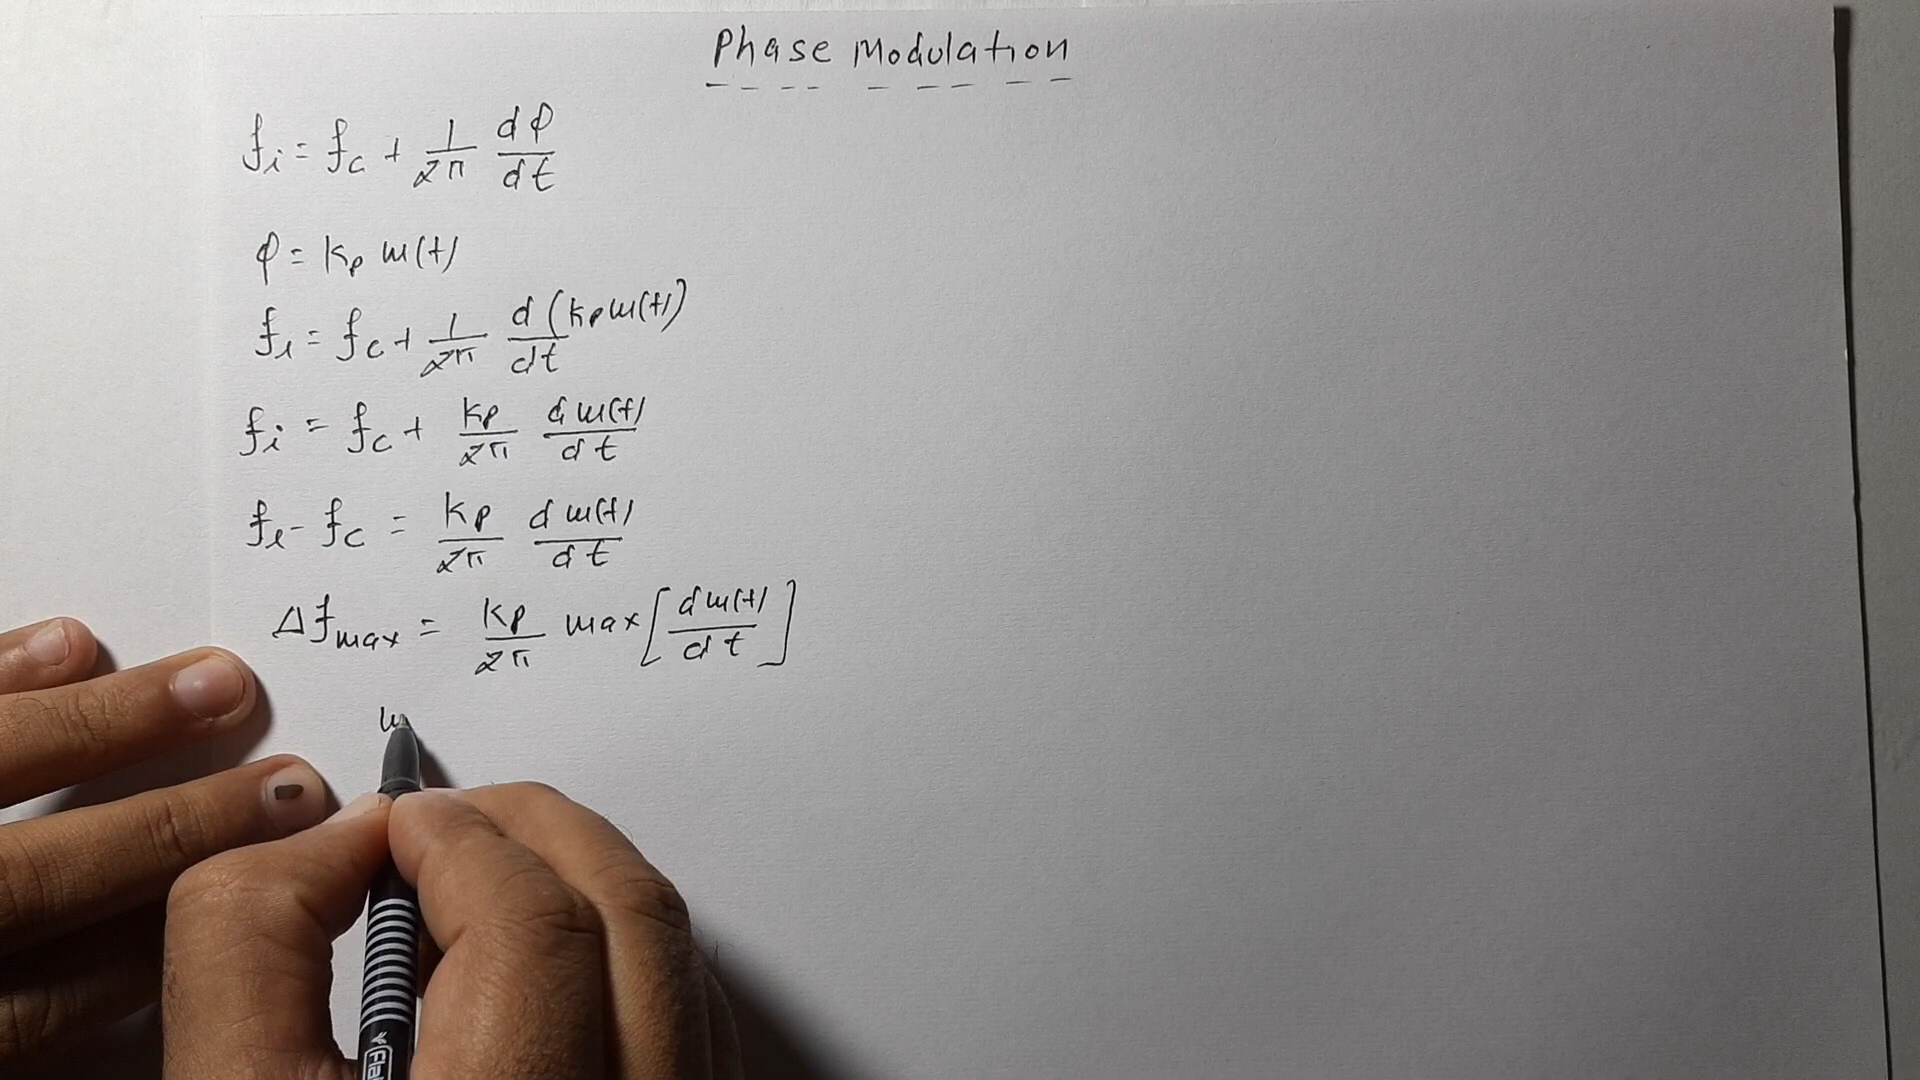 Phase Modulation
fi = fc + 1/2π dφ/dt
φ = kp m(t)
fi = fc + 1/2π d(kp m(t))/dt
fi = fc + kp/2π dm(t)/dt
fi - fc = kp/2π dm(t)/dt
Δfmax = kp/2π max[dm(t)/dt]
m